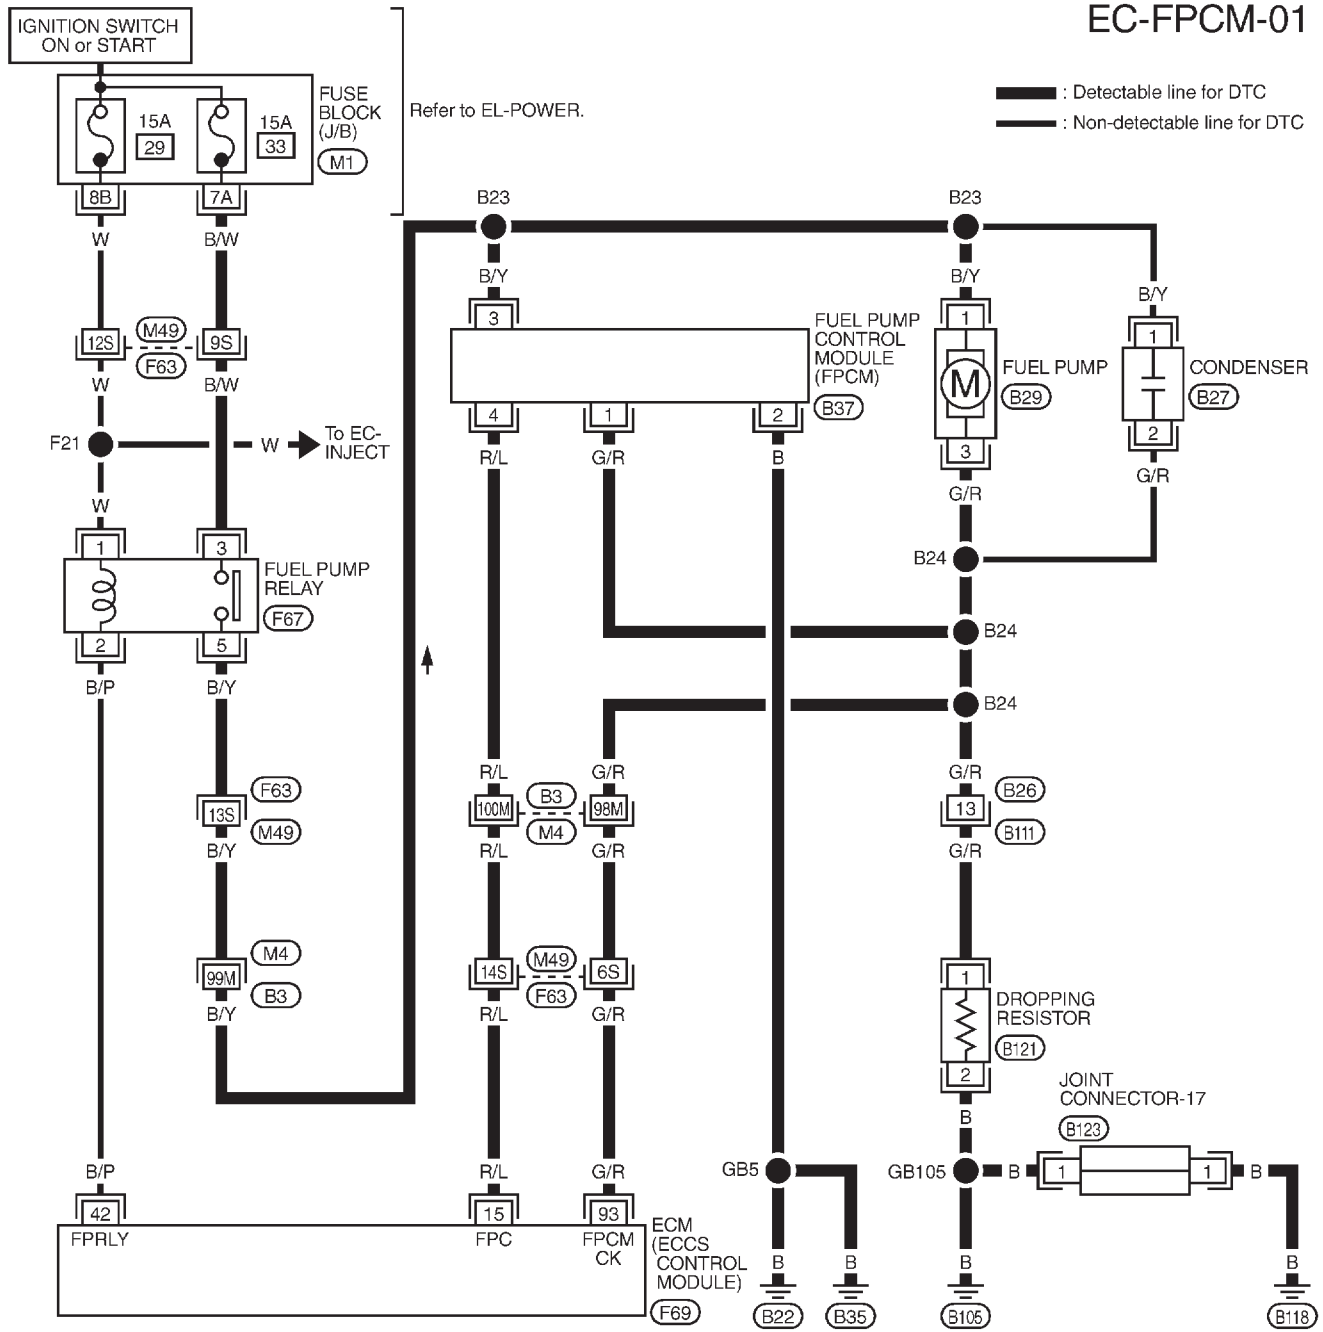 EC-FPCM-01
IGNITION SWITCH
ON or START
FUSE
BLOCK
(J/B)
M1
15A
29
15A
33
Refer to EL-POWER.
: Detectable line for DTC
: Non-detectable line for DTC
8B
7A
W
B/W
B23
B23
B/Y
B/Y
B/Y
12S
M49
F63
9S
W
B/W
3
FUEL PUMP
CONTROL
MODULE
(FPCM)
B37
1
FUEL PUMP
B29
M
1
CONDENSER
B27
4
1
2
3
2
F21
W
To EC-
INJECT
R/L
G/R
B
G/R
G/R
W
1
3
FUEL PUMP
RELAY
F67
B24
2
5
B24
B/P
B/Y
B24
R/L
G/R
G/R
F63
13S
M49
100M
B3
M4
98M
13
B26
B111
B/Y
R/L
G/R
G/R
M4
99M
B3
14S
M49
F63
6S
1
DROPPING
RESISTOR
B121
B/Y
R/L
G/R
2
JOINT
CONNECTOR-17
B123
B
B/P
R/L
G/R
GB5
GB105
B
1
1
B
42
15
93
FPRLY
FPC
FPCM
CK
ECM
(ECCS
CONTROL
MODULE)
F69
B
B
B
B
B22
B35
B105
B118